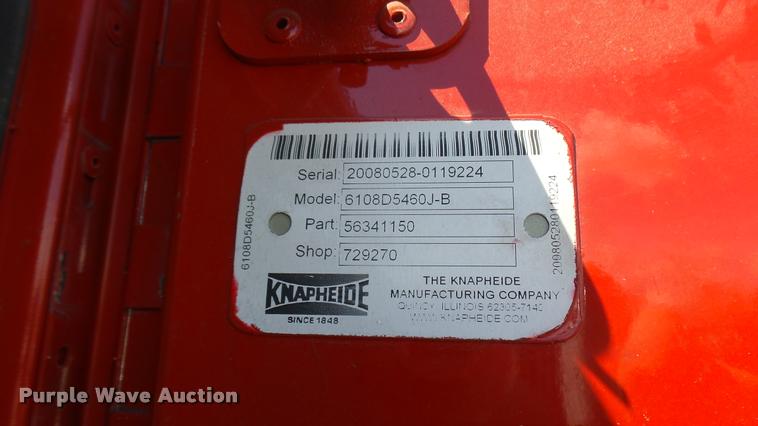 Serial: 20080528-0119224
Model: 6108D5460J-B
Part: 56341150
Shop: 729270
6108D5460J-B
200805280119224
KNAPHEIDE
SINCE 1848
THE KNAPHEIDE
MANUFACTURING COMPANY
QUINCY, ILLINOIS 62305-7140
WWW.KNAPHEIDE.COM
Purple Wave Auction